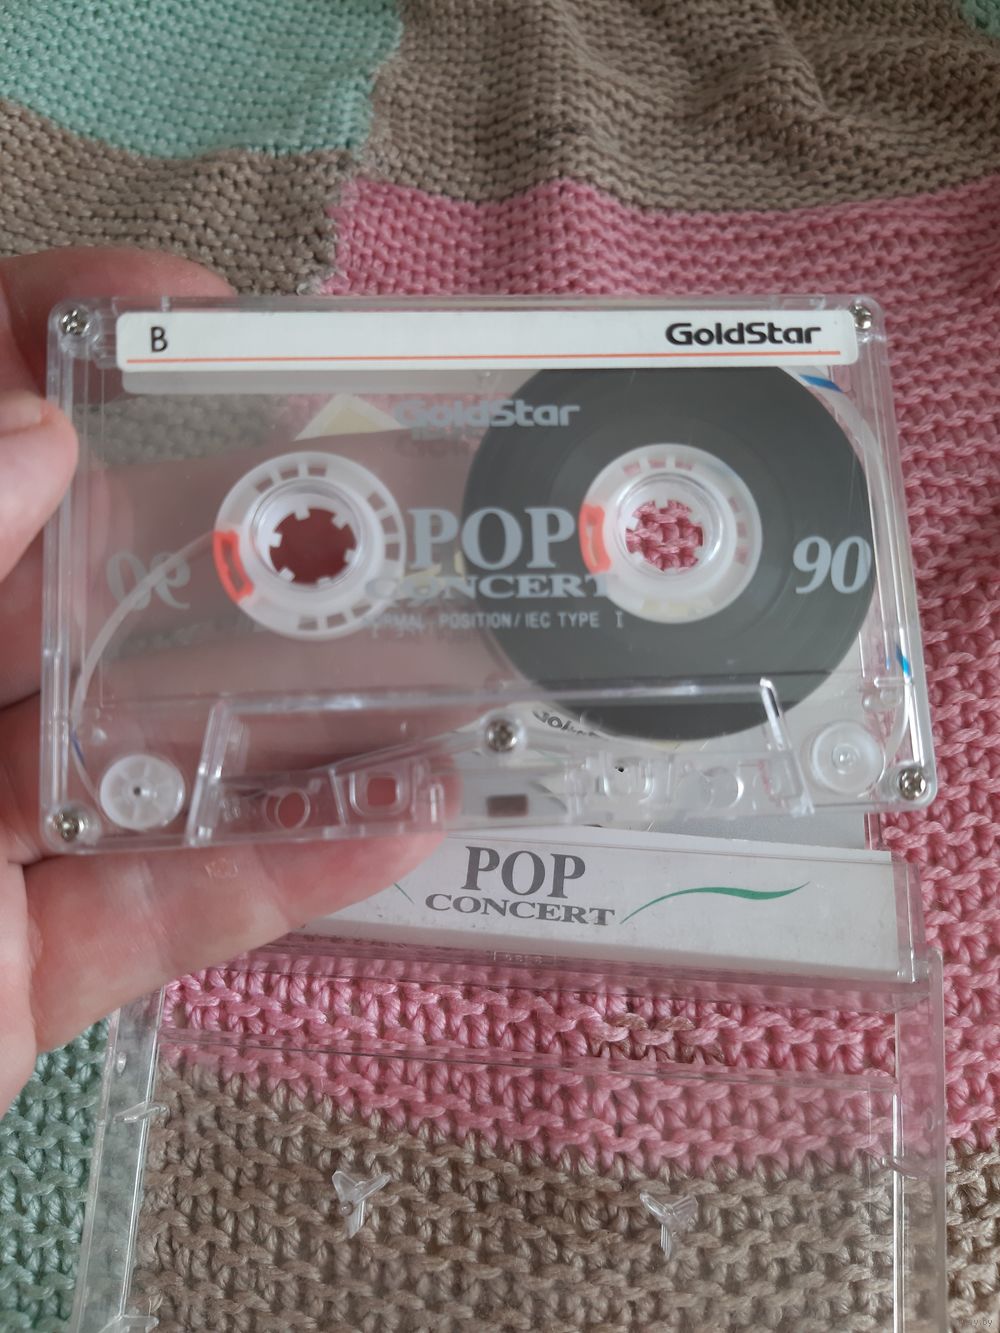 B
GoldStar
GoldStar
POP
CONCERT
90
90
NORMAL POSITION/IEC TYPE I
POP
CONCERT